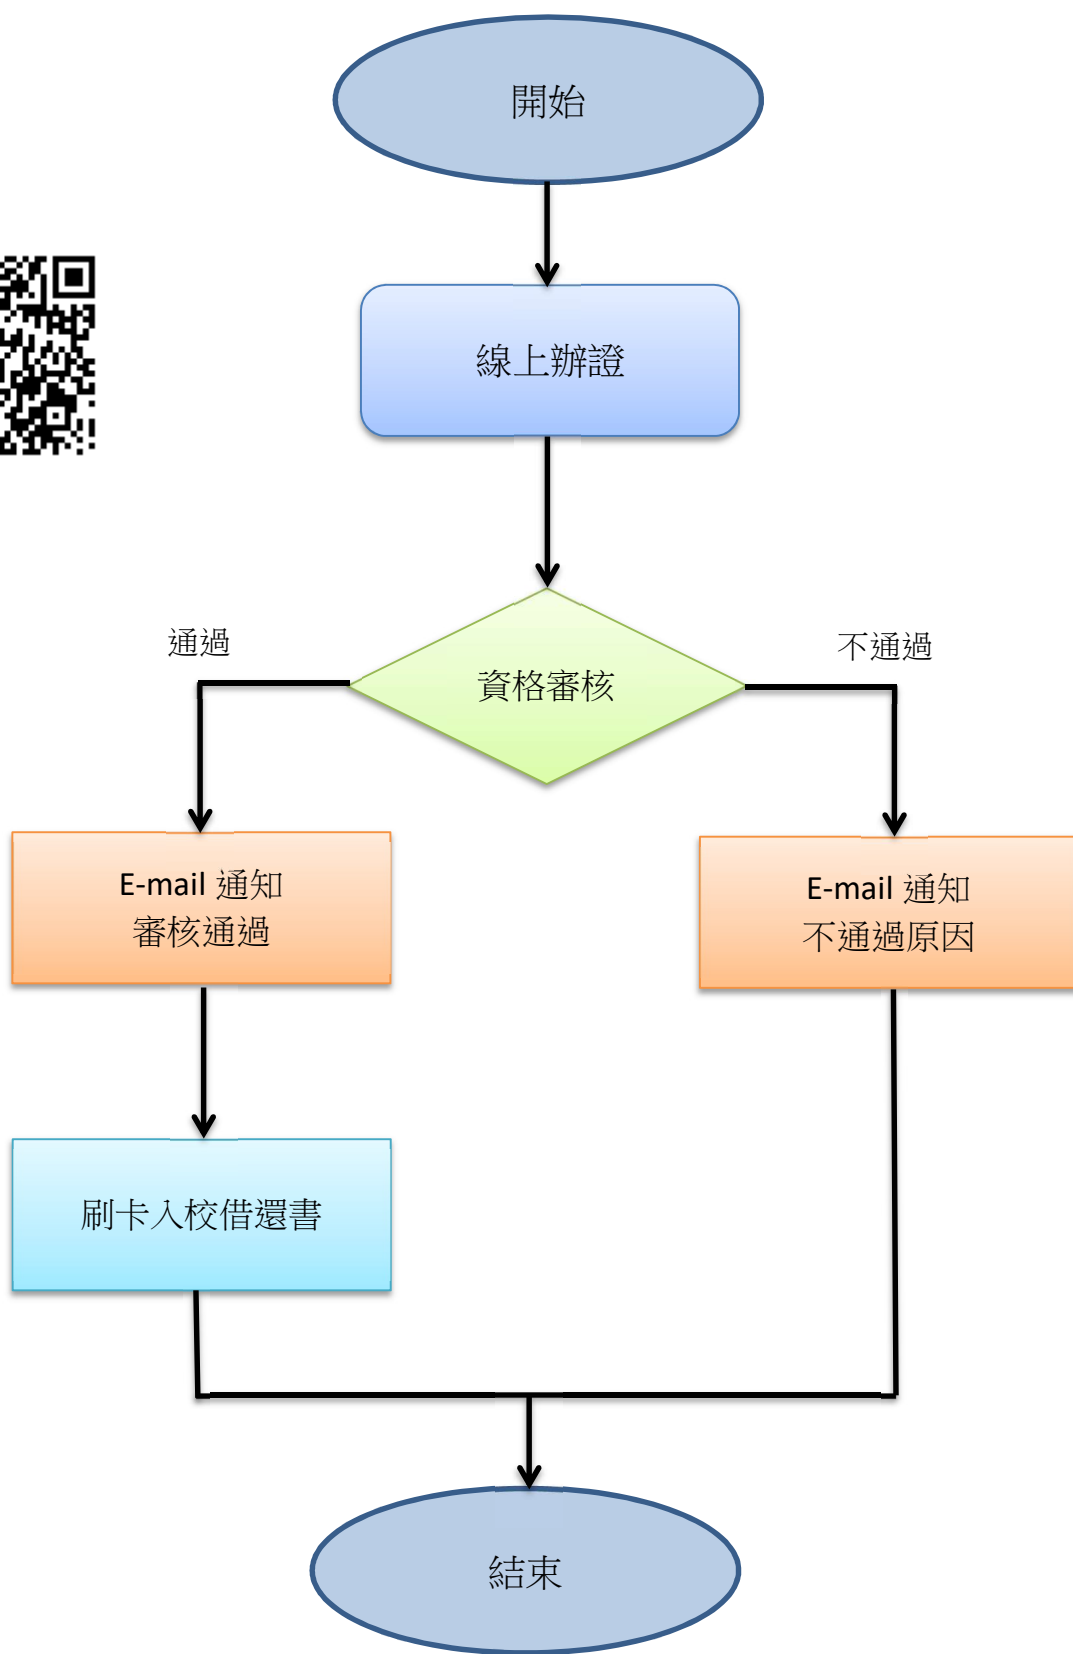 開始
線上辦證
通過
不通過
資格審核
E-mail 通知
審核通過
E-mail 通知
不通過原因
刷卡入校借還書
結束